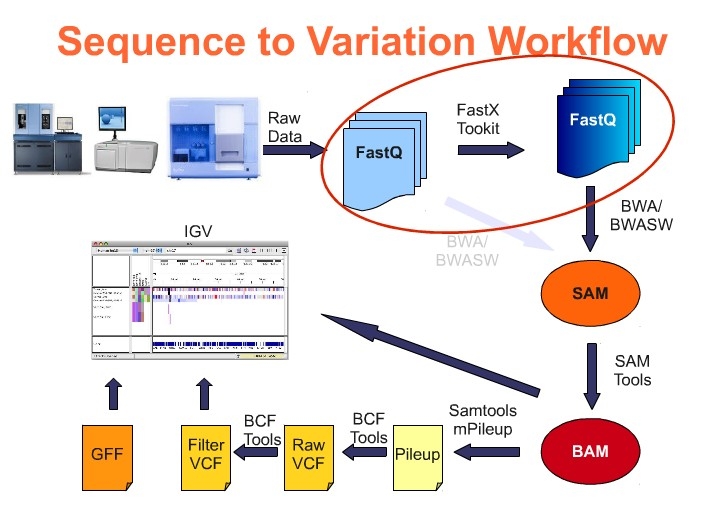 Sequence to Variation Workflow
Raw
Data
FastQ
FastX
Tookit
FastQ
BWA/
BWASW
BWA/
BWASW
IGV
SAM
SAM
Tools
BAM
Samtools
mPileup
Pileup
BCF
Tools
Raw
VCF
BCF
Tools
Filter
VCF
GFF